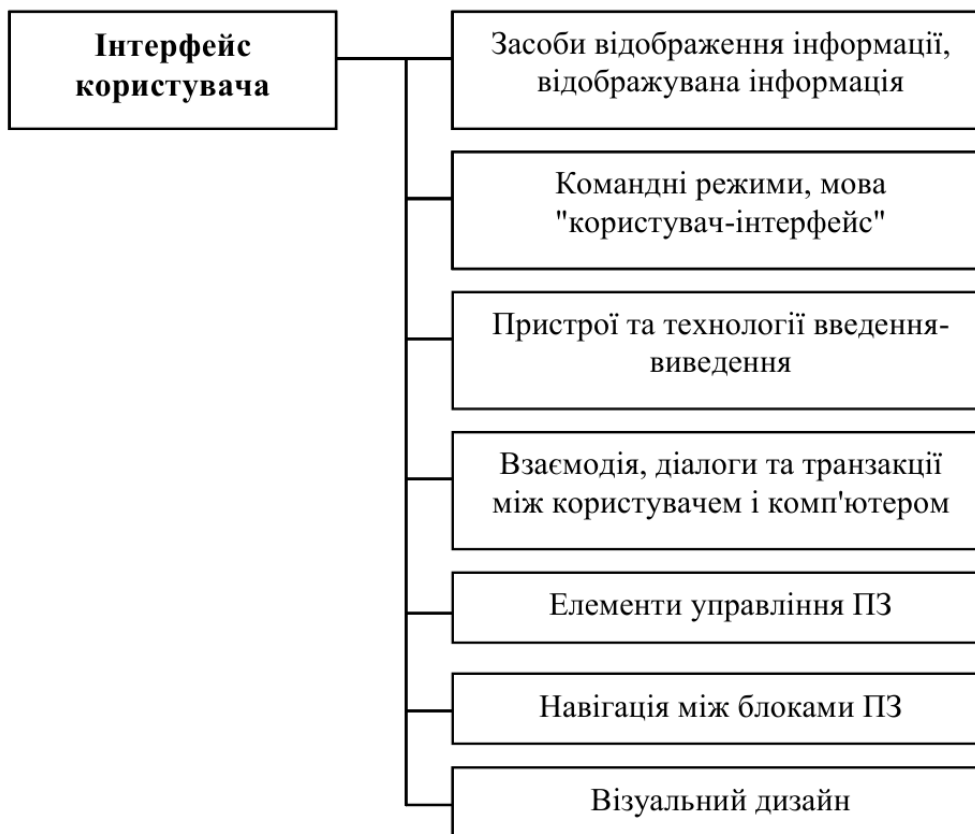 Інтерфейс
користувача
Засоби відображення інформації,
відображувана інформація
Командні режими, мова
"користувач-інтерфейс"
Пристрої та технології введення-
виведення
Взаємодія, діалоги та транзакції
між користувачем і комп'ютером
Елементи управління ПЗ
Навігація між блоками ПЗ
Візуальний дизайн